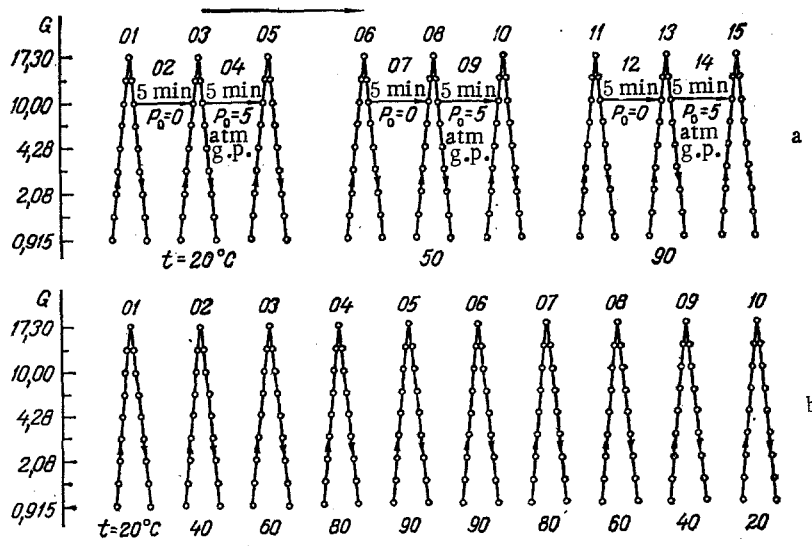 G
01 03 05 06 08 10 11 13 15
17,30
02 04 07 09 12 14
5 min 5 min 5 min 5 min 5 min 5 min
10,00
P₀=0 P₀=5 P₀=0 P₀=5 P₀=0 P₀=5
atm atm atm
4,28
g.p. g.p. g.p.
a
2,08
0,915
t=20°C 50 90
G
01 02 03 04 05 06 07 08 09 10
17,30
10,00
b
4,28
2,08
0,915
t=20°C 40 60 80 90 90 80 60 40 20